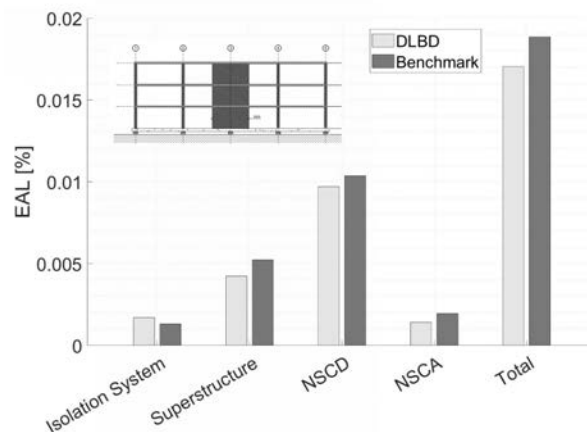 0.02
0.015
0.01
0.005
0
EAL [%]
DLBD
Benchmark
Isolation System
Superstructure
NSCD
NSCA
Total